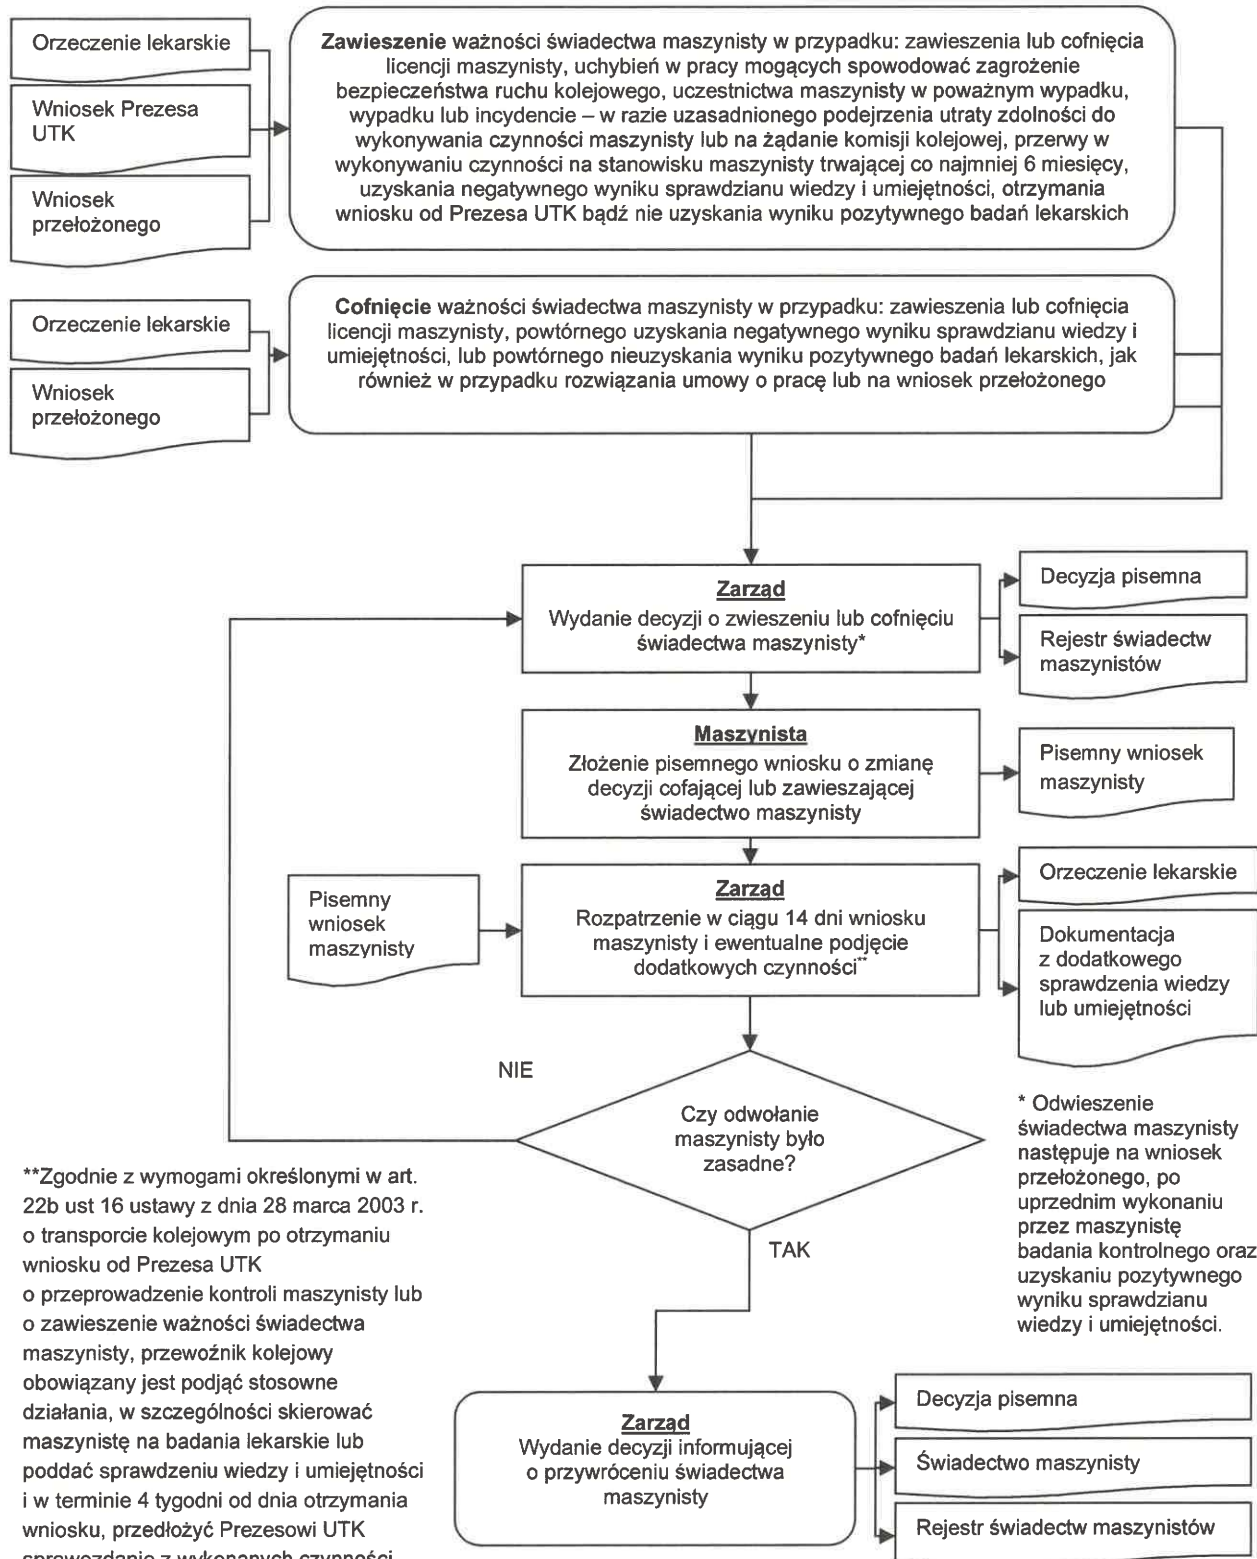 Orzeczenie lekarskie
Wniosek Prezesa
UTK
Wniosek
przełożonego
Zawieszenie ważności świadectwa maszynisty w przypadku: zawieszenia lub cofnięcia
licencji maszynisty, uchybień w pracy mogących spowodować zagrożenie
bezpieczeństwa ruchu kolejowego, uczestnictwa maszynisty w poważnym wypadku,
wypadku lub incydencie – w razie uzasadnionego podejrzenia utraty zdolności do
wykonywania czynności maszynisty lub na żądanie komisji kolejowej, przerwy w
wykonywaniu czynności na stanowisku maszynisty trwającej co najmniej 6 miesięcy,
uzyskania negatywnego wyniku sprawdzianu wiedzy i umiejętności, otrzymania
wniosku od Prezesa UTK bądź nie uzyskania wyniku pozytywnego badań lekarskich
Orzeczenie lekarskie
Wniosek
przełożonego
Cofnięcie ważności świadectwa maszynisty w przypadku: zawieszenia lub cofnięcia
licencji maszynisty, powtórnego uzyskania negatywnego wyniku sprawdzianu wiedzy i
umiejętności, lub powtórnego nieuzyskania wyniku pozytywnego badań lekarskich, jak
również w przypadku rozwiązania umowy o pracę lub na wniosek przełożonego
Zarząd
Wydanie decyzji o zwieszeniu lub cofnięciu
świadectwa maszynisty*
Decyzja pisemna
Rejestr świadectw
maszynistów
Maszynista
Złożenie pisemnego wniosku o zmianę
decyzji cofającej lub zawieszającej
świadectwo maszynisty
Pisemny wniosek
maszynisty
Pisemny
wniosek
maszynisty
Zarząd
Rozpatrzenie w ciągu 14 dni wniosku
maszynisty i ewentualne podjęcie
dodatkowych czynności**
Orzeczenie lekarskie
Dokumentacja
z dodatkowego
sprawdzenia wiedzy
lub umiejętności
NIE
Czy odwołanie
maszynisty było
zasadne?
TAK
* Odwieszenie
świadectwa maszynisty
następuje na wniosek
przełożonego, po
uprzednim wykonaniu
przez maszynistę
badania kontrolnego oraz
uzyskaniu pozytywnego
wyniku sprawdzianu
wiedzy i umiejętności.
**Zgodnie z wymogami określonymi w art.
22b ust 16 ustawy z dnia 28 marca 2003 r.
o transporcie kolejowym po otrzymaniu
wniosku od Prezesa UTK
o przeprowadzenie kontroli maszynisty lub
o zawieszenie ważności świadectwa
maszynisty, przewoźnik kolejowy
obowiązany jest podjąć stosowne
działania, w szczególności skierować
maszynistę na badania lekarskie lub
poddać sprawdzeniu wiedzy i umiejętności
i w terminie 4 tygodni od dnia otrzymania
wniosku, przedłożyć Prezesowi UTK
sprawozdanie z wykonanych czynności
Zarząd
Wydanie decyzji informującej
o przywróceniu świadectwa
maszynisty
Decyzja pisemna
Świadectwo maszynisty
Rejestr świadectw maszynistów